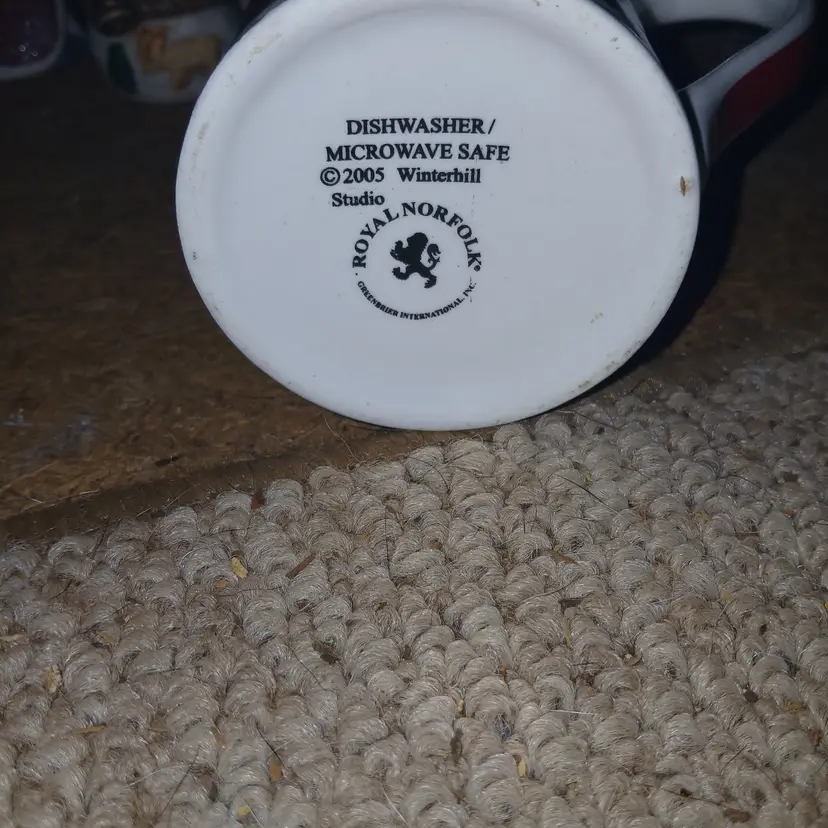 DISHWASHER/
MICROWAVE SAFE
©2005 Winterhill
Studio
ROYAL NORFOLK®
GREENBRIER INTERNATIONAL, INC.